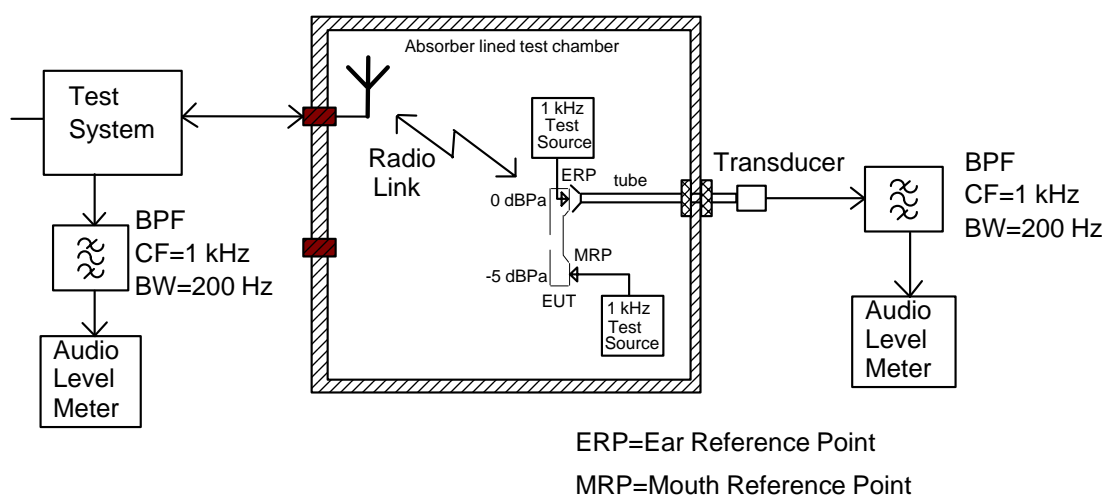 Absorber lined test chamber
Test
System
Radio
Link
1 kHz
Test
Source
ERP
0 dBPa
tube
Transducer
BPF
CF=1 kHz
BW=200 Hz
BPF
CF=1 kHz
BW=200 Hz
MRP
-5 dBPa
EUT
1 kHz
Test
Source
Audio
Level
Meter
Audio
Level
Meter
ERP=Ear Reference Point
MRP=Mouth Reference Point